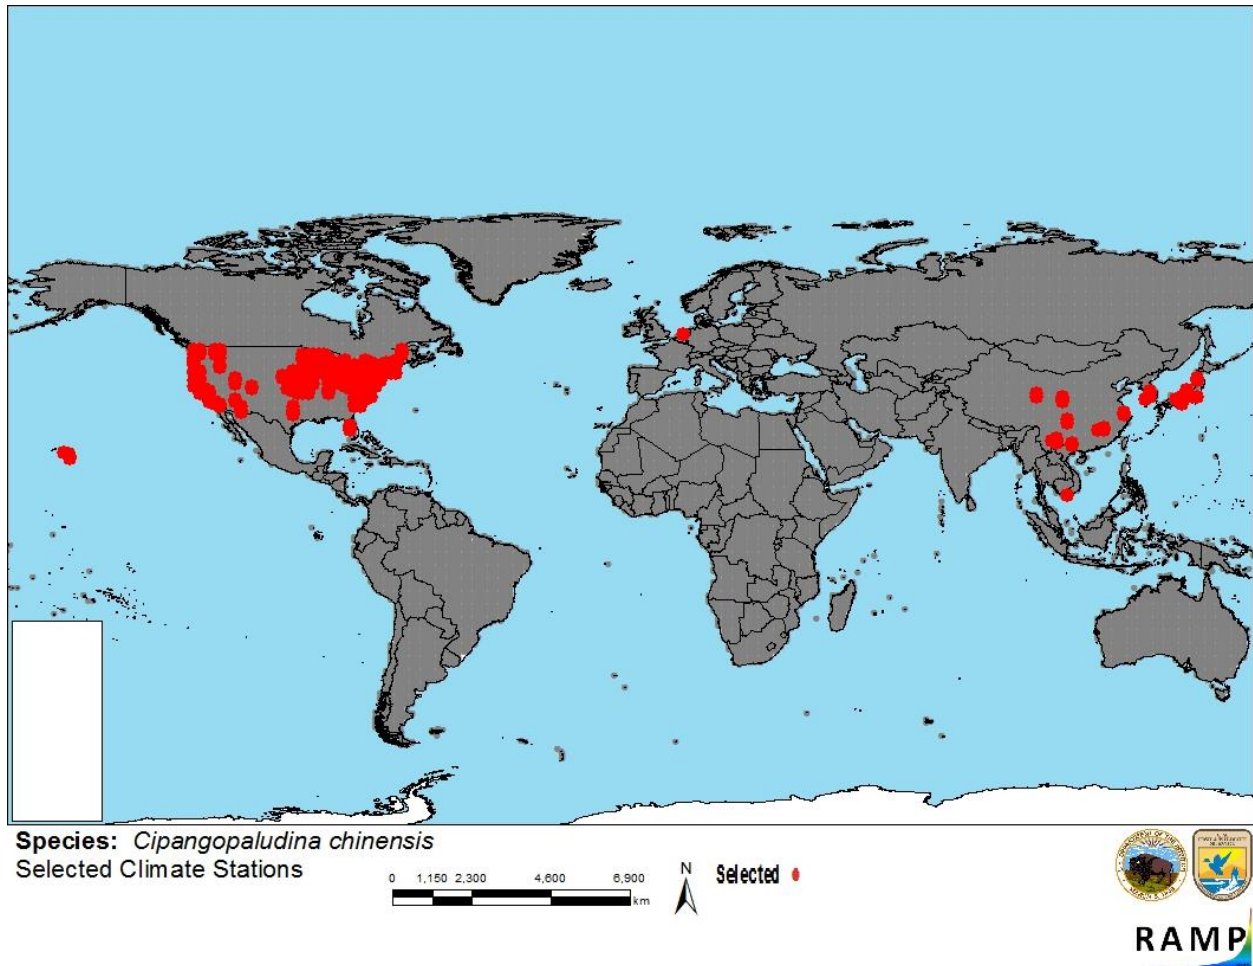 Species: Cipangopaludina chinensis
Selected Climate Stations
0 1,150 2,300 4,600 6,900
km
N
Selected
RAMP